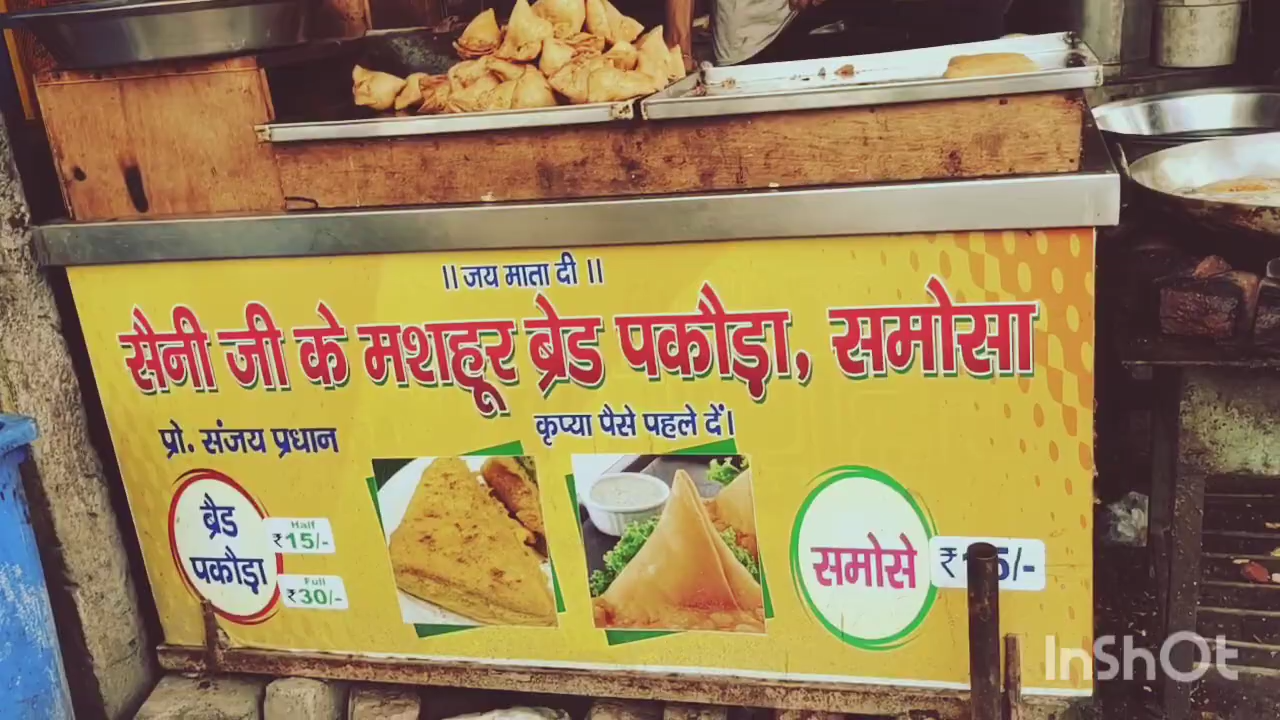 ॥ जय माता दी ॥
सैनी जी के मशहूर ब्रेड पकौड़ा, समोसा
प्रो. संजय प्रधान
कृप्या पैसे पहले दें।
ब्रैड
पकौड़ा
Half
₹15/-
Full
₹30/-
समोसे
InShOt